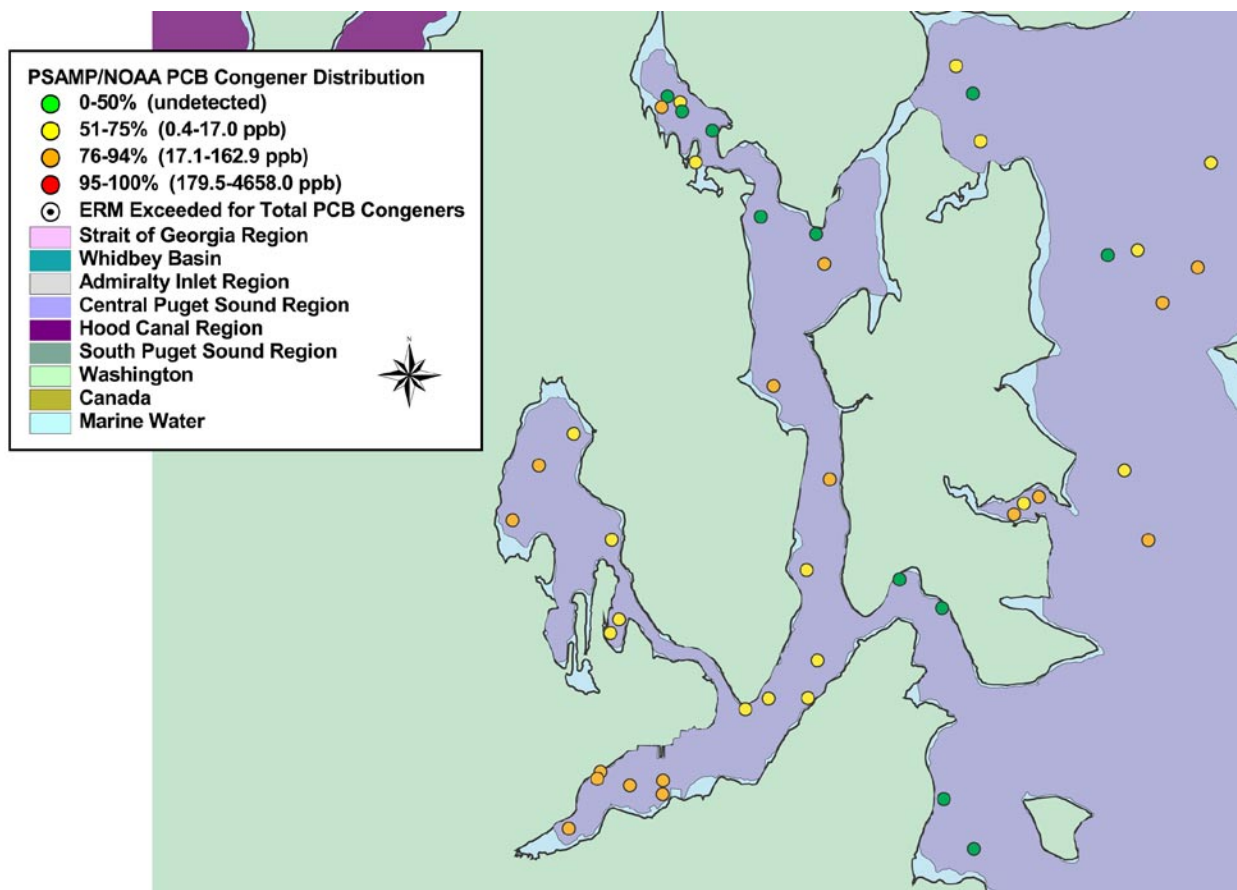 PSAMP/NOAA PCB Congener Distribution
0-50% (undetected)
51-75% (0.4-17.0 ppb)
76-94% (17.1-162.9 ppb)
95-100% (179.5-4658.0 ppb)
ERM Exceeded for Total PCB Congeners
Strait of Georgia Region
Whidbey Basin
Admiralty Inlet Region
Central Puget Sound Region
Hood Canal Region
South Puget Sound Region
Washington
Canada
Marine Water
N